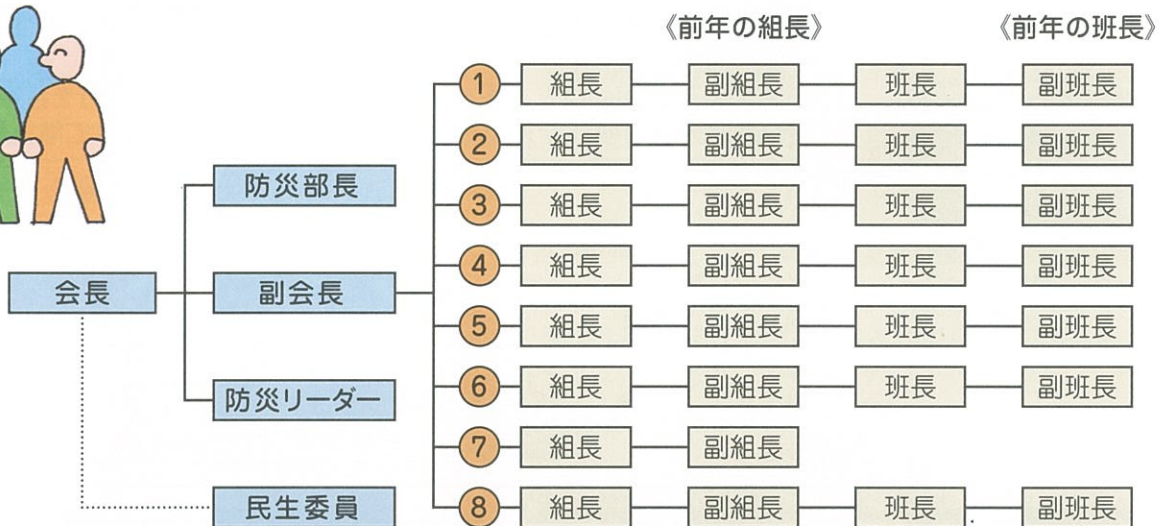 《前年の組長》 《前年の班長》
① 組長 副組長 班長 副班長
② 組長 副組長 班長 副班長
防災部長
③ 組長 副組長 班長 副班長
④ 組長 副組長 班長 副班長
会長 副会長
⑤ 組長 副組長 班長 副班長
⑥ 組長 副組長 班長 副班長
防災リーダー
⑦ 組長 副組長
民生委員
⑧ 組長 副組長 班長 副班長